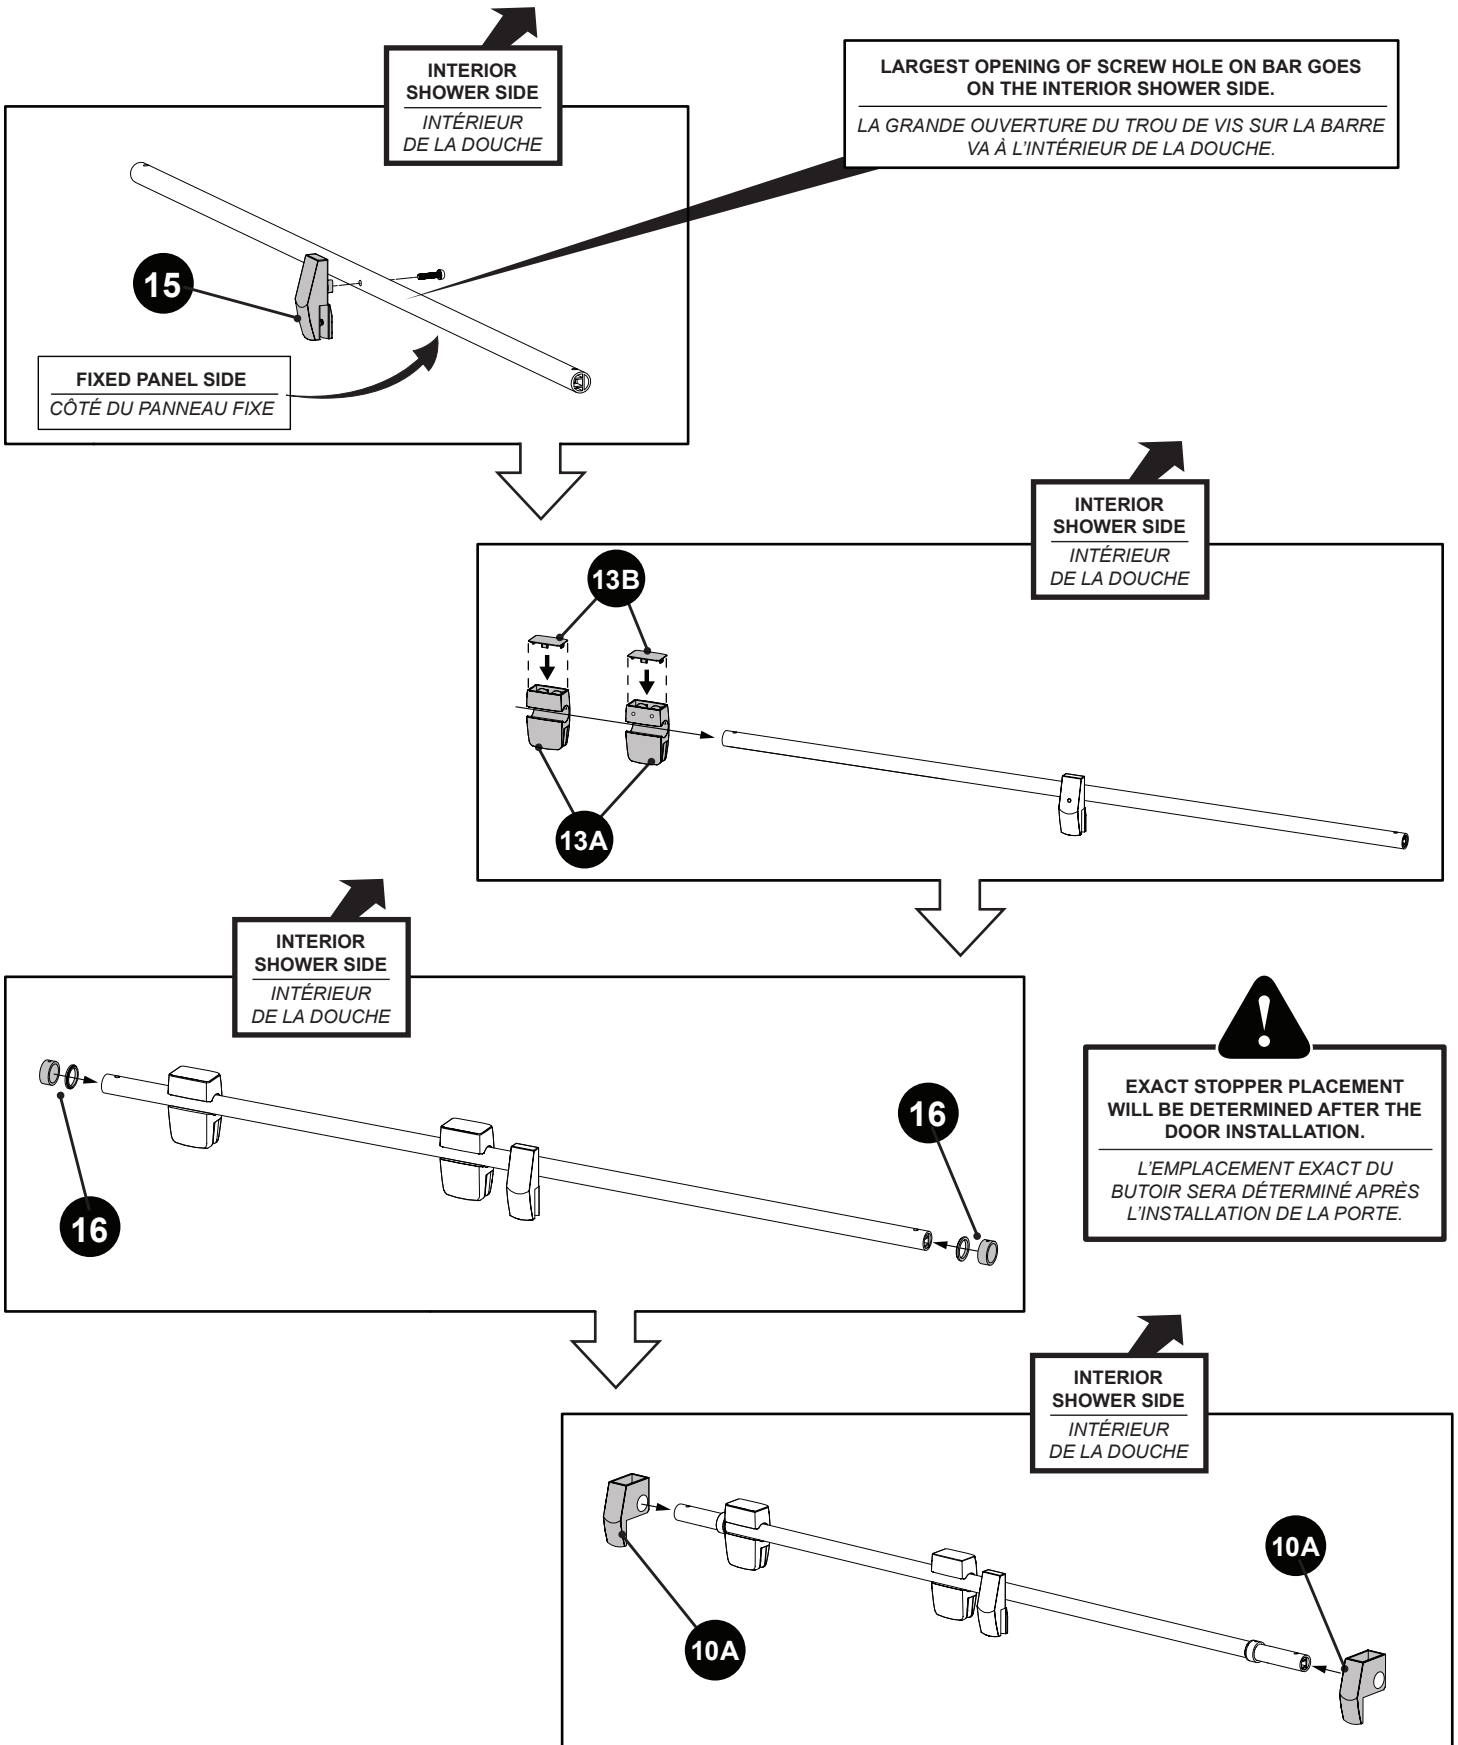 INTERIOR
SHOWER SIDE
INTÉRIEUR
DE LA DOUCHE
LARGEST OPENING OF SCREW HOLE ON BAR GOES
ON THE INTERIOR SHOWER SIDE.
LA GRANDE OUVERTURE DU TROU DE VIS SUR LA BARRE
VA À L'INTÉRIEUR DE LA DOUCHE.
15
FIXED PANEL SIDE
CÔTÉ DU PANNEAU FIXE
INTERIOR
SHOWER SIDE
INTÉRIEUR
DE LA DOUCHE
13B
13A
INTERIOR
SHOWER SIDE
INTÉRIEUR
DE LA DOUCHE
16
16
!
EXACT STOPPER PLACEMENT
WILL BE DETERMINED AFTER THE
DOOR INSTALLATION.
L'EMPLACEMENT EXACT DU
BUTOIR SERA DÉTERMINÉ APRÈS
L'INSTALLATION DE LA PORTE.
INTERIOR
SHOWER SIDE
INTÉRIEUR
DE LA DOUCHE
10A
10A